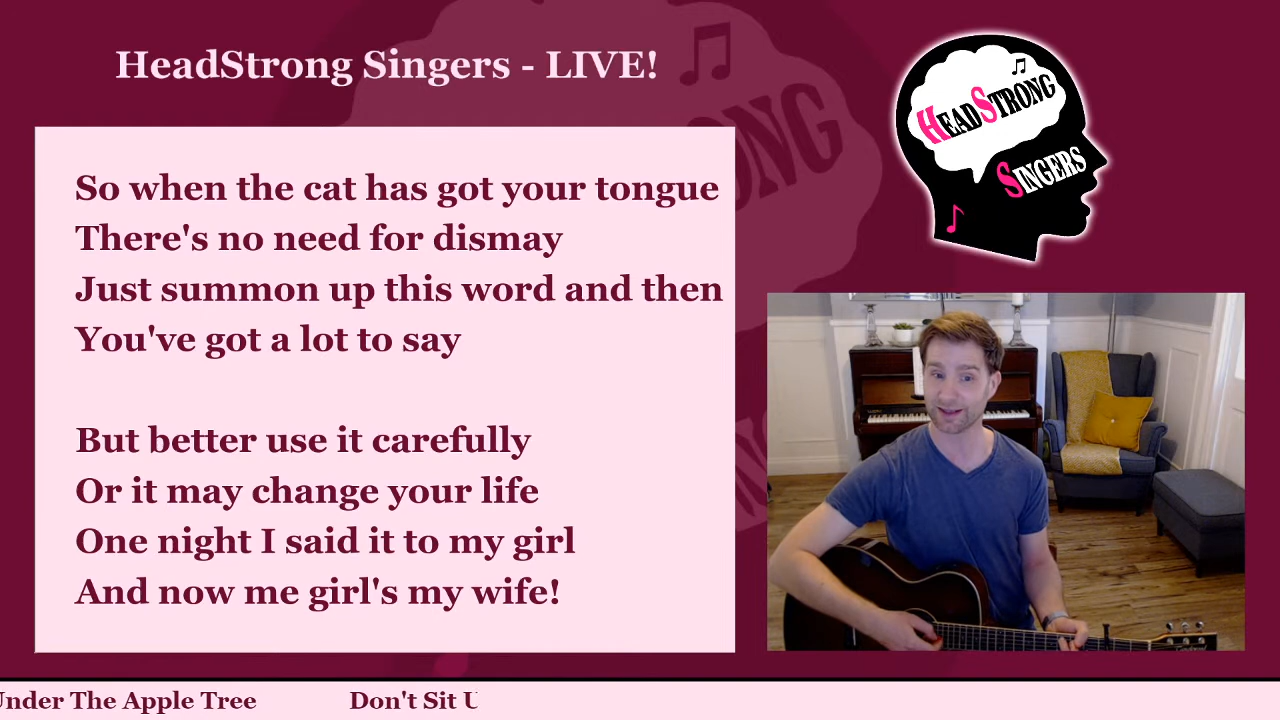 HeadStrong Singers - LIVE!
HEADSTRONG
SINGERS
So when the cat has got your tongue
There's no need for dismay
Just summon up this word and then
You've got a lot to say
But better use it carefully
Or it may change your life
One night I said it to my girl
And now me girl's my wife!
Under The Apple Tree Don't Sit U